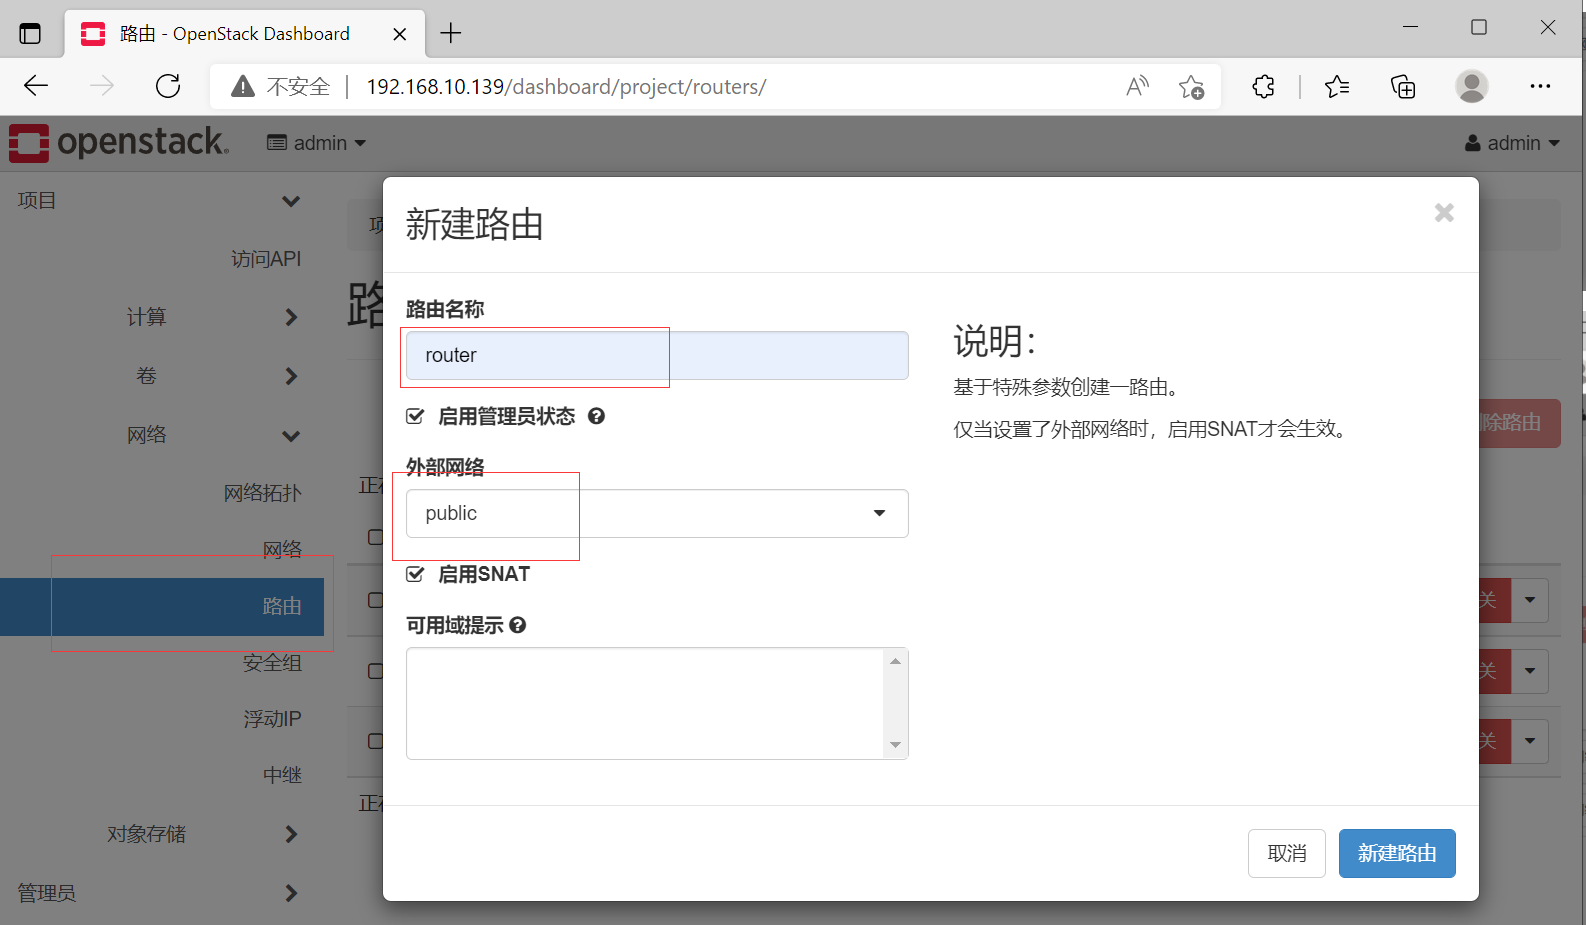 路由 - OpenStack Dashboard
不安全
192.168.10.139/dashboard/project/routers/
openstack.
admin
admin
项目
访问API
计算
卷
网络
网络拓扑
网络
路由
安全组
浮动IP
中继
对象存储
管理员
新建路由
路由名称
router
启用管理员状态
外部网络
public
启用SNAT
可用域提示
说明：
基于特殊参数创建一路由。
仅当设置了外部网络时，启用SNAT才会生效。
除路由
关
关
关
取消
新建路由